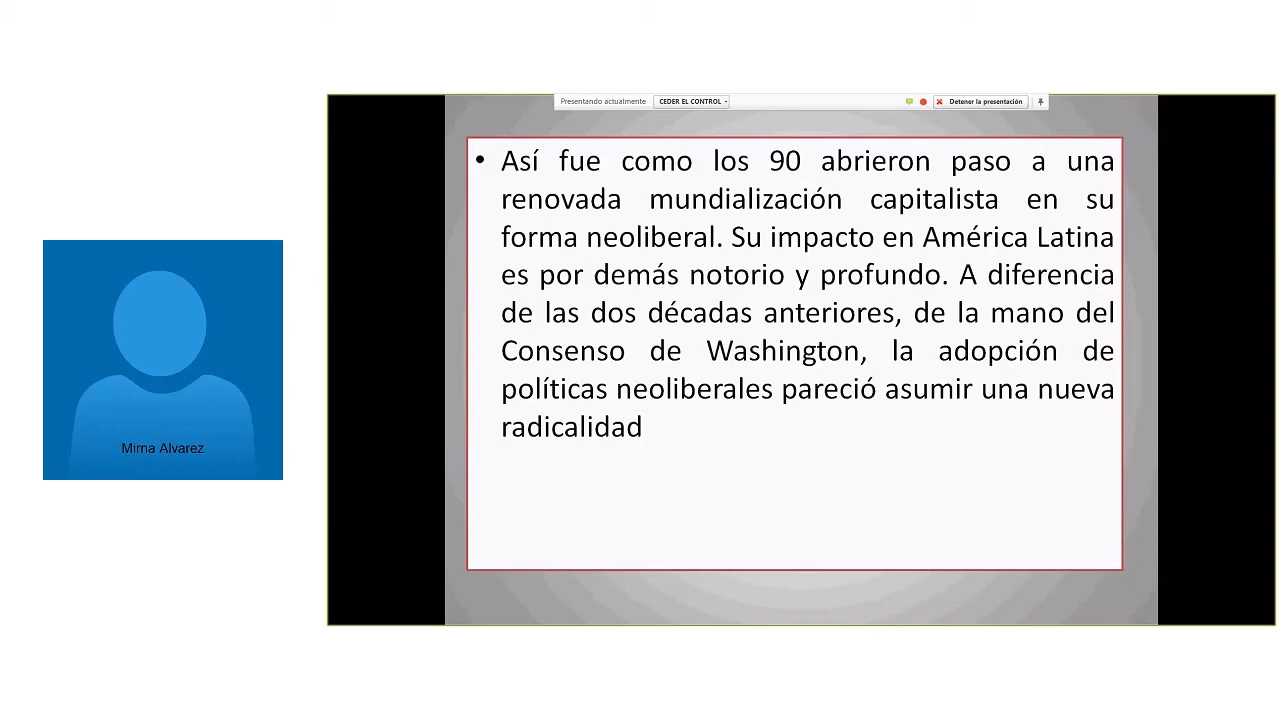 Presentando actualmente CEDER EL CONTROL Detener la presentación
• Así fue como los 90 abrieron paso a una
renovada mundialización capitalista en su
forma neoliberal. Su impacto en América Latina
es por demás notorio y profundo. A diferencia
de las dos décadas anteriores, de la mano del
Consenso de Washington, la adopción de
políticas neoliberales pareció asumir una nueva
radicalidad
Mirna Alvarez